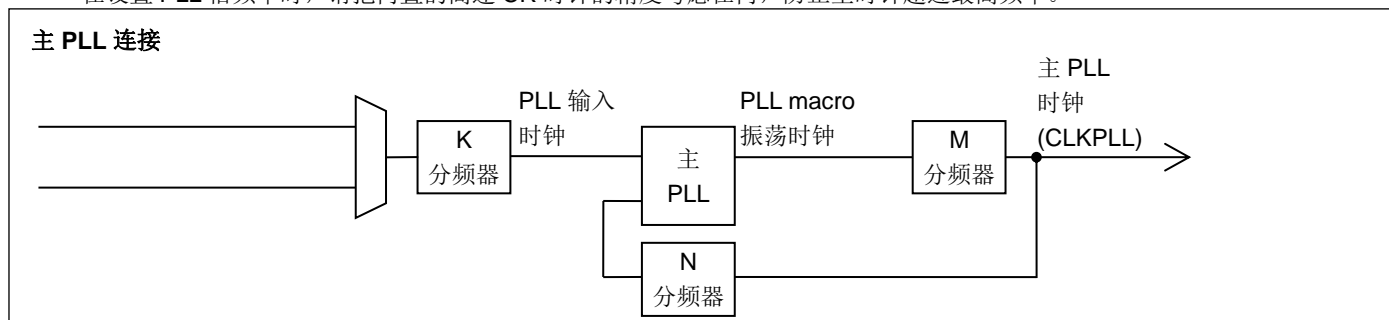 主 PLL 连接
PLL 输入
时钟
PLL macro
振荡时钟
主 PLL
时钟
(CLKPLL)
K
分频器
主
PLL
M
分频器
N
分频器